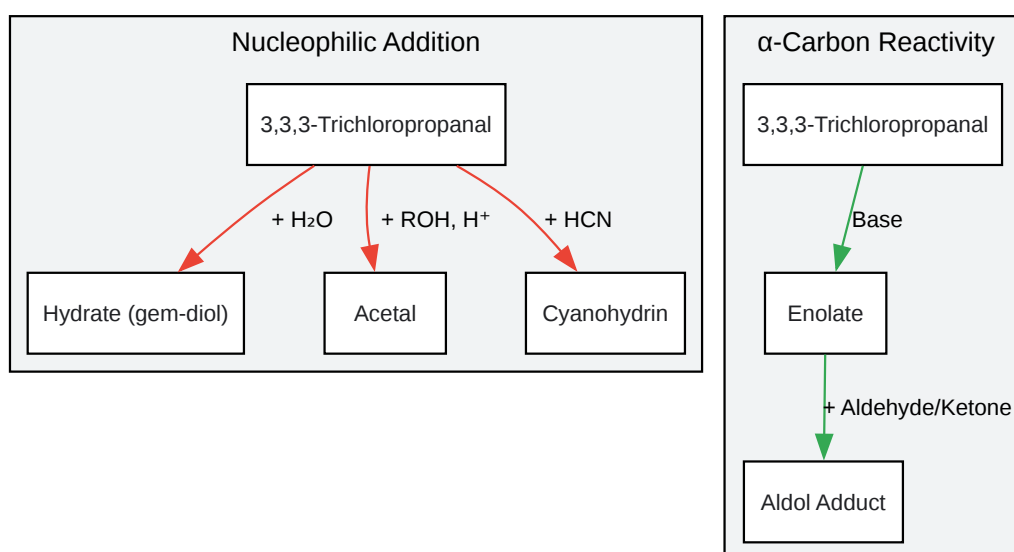 Nucleophilic Addition
3,3,3-Trichloropropanal
+ H₂O
+ ROH, H⁺
+ HCN
Hydrate (gem-diol)
Acetal
Cyanohydrin
α-Carbon Reactivity
3,3,3-Trichloropropanal
Base
Enolate
+ Aldehyde/Ketone
Aldol Adduct